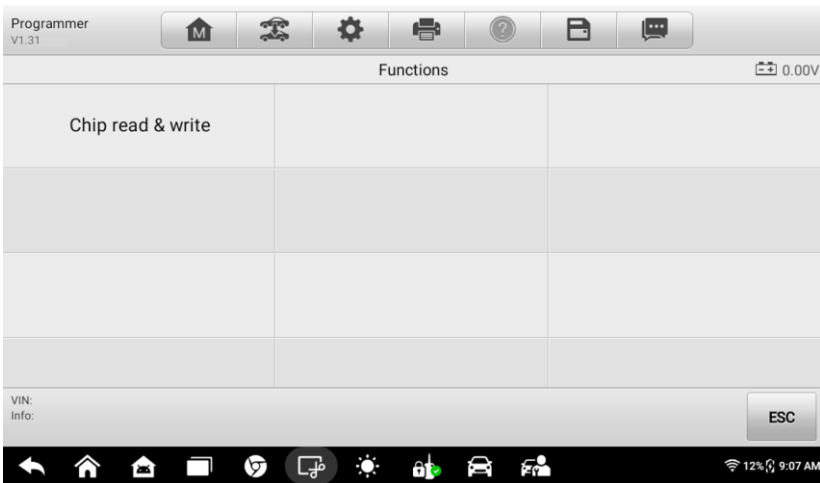 Programmer
V1.31
M
?
Functions
0.00V
Chip read & write
VIN:
Info:
ESC
12% 9:07 AM